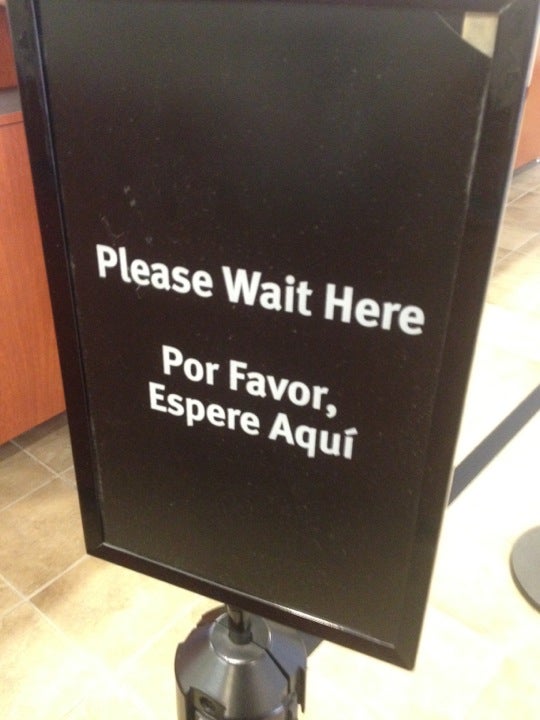 Please Wait Here
Por Favor,
Espere Aquí